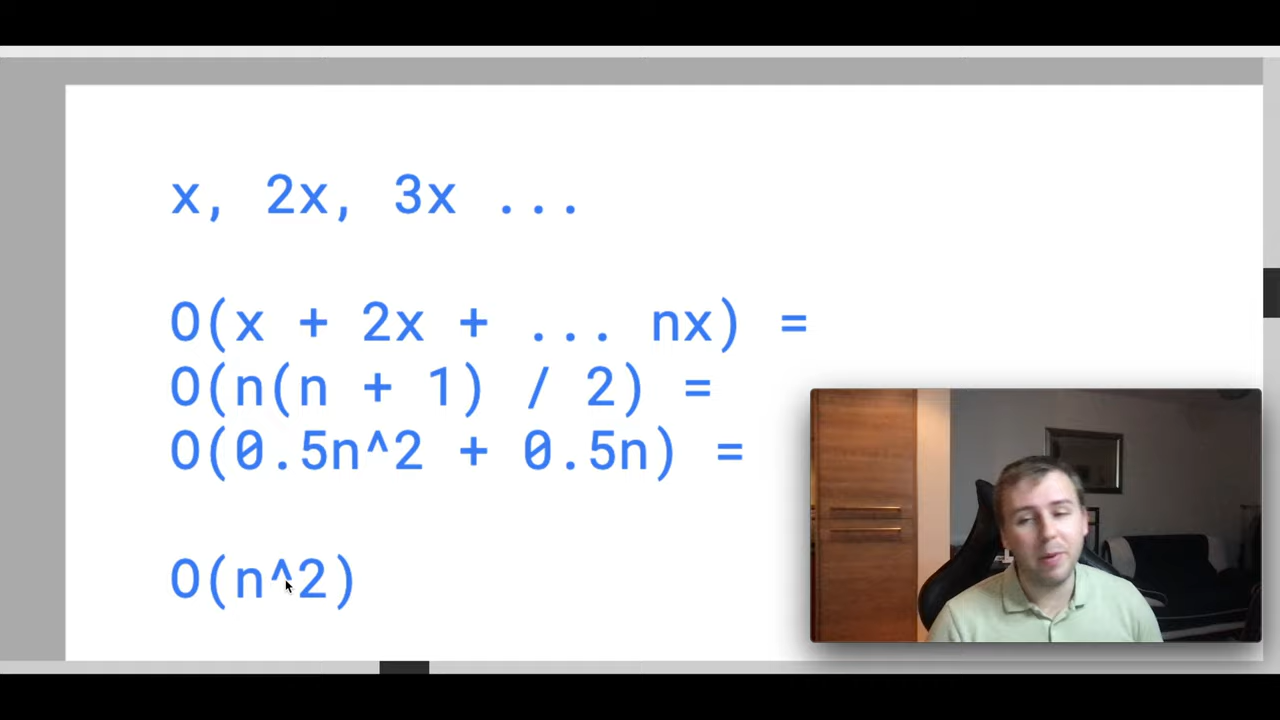 x, 2x, 3x ...
O(x + 2x + ... nx) =
O(n(n + 1) / 2) =
O(0.5n^2 + 0.5n) =
O(n^2)